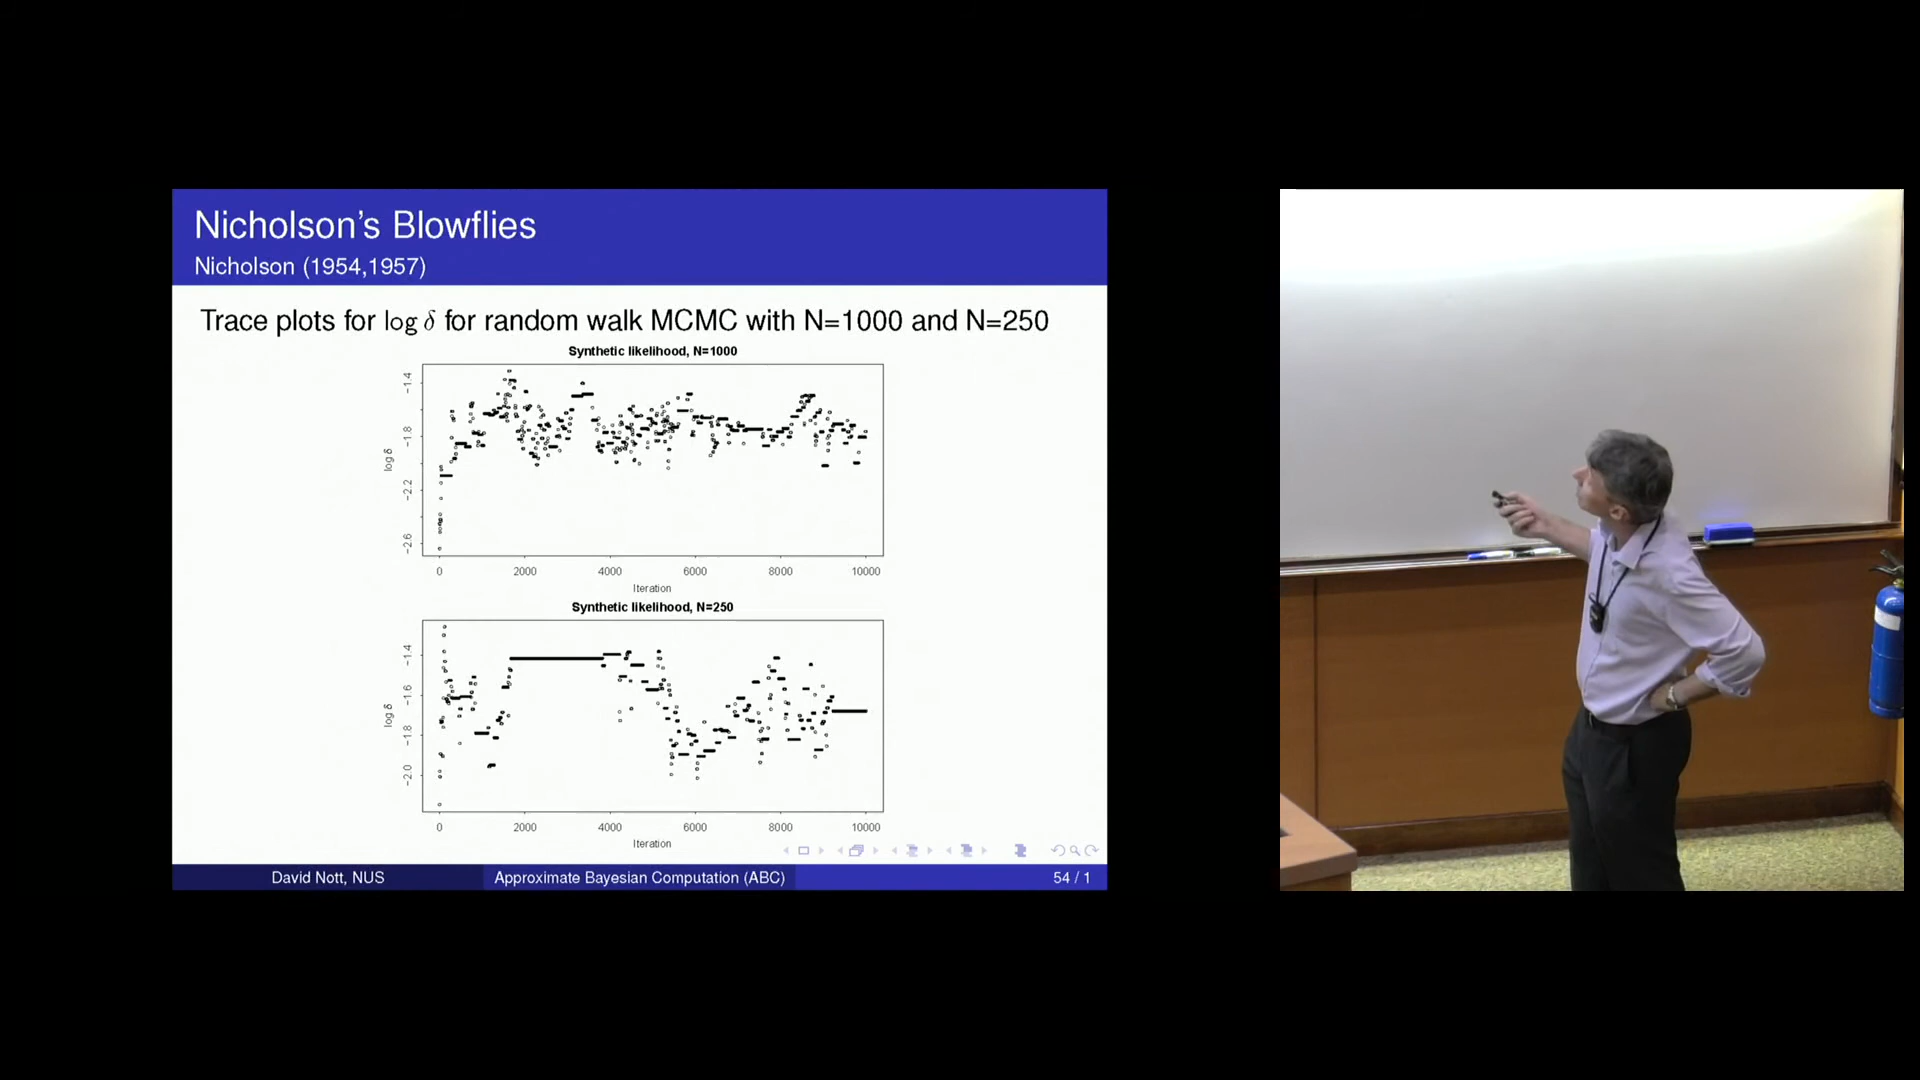 Nicholson's Blowflies
Nicholson (1954,1957)
Trace plots for log δ for random walk MCMC with N=1000 and N=250
Synthetic likelihood, N=1000
log δ
−1.4
−1.8
−2.2
−2.6
0 2000 4000 6000 8000 10000
Iteration
Synthetic likelihood, N=250
log δ
−1.4
−1.6
−1.8
−2.0
0 2000 4000 6000 8000 10000
Iteration
David Nott, NUS Approximate Bayesian Computation (ABC) 54 / 1